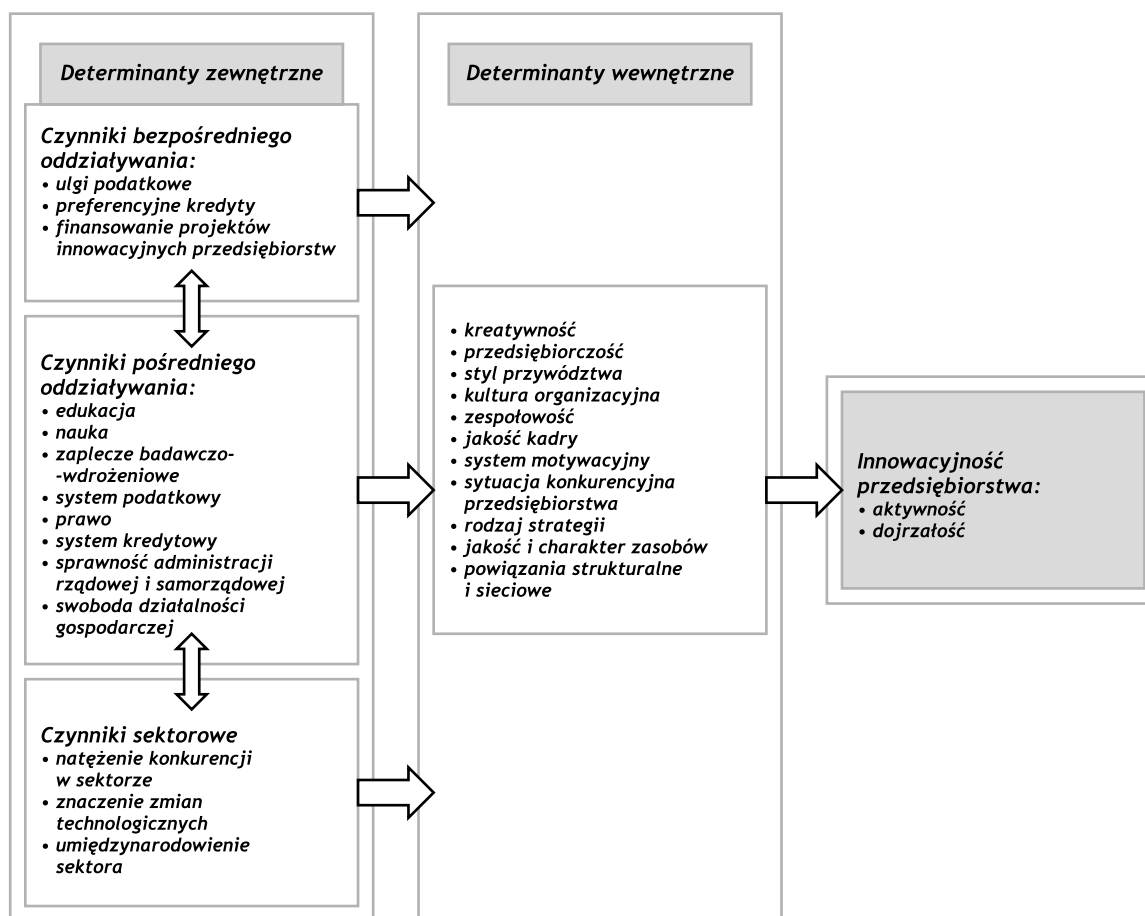 Determinanty zewnętrzne
Czynniki bezpośredniego
oddziaływania:
• ulgi podatkowe
• preferencyjne kredyty
• finansowanie projektów
innowacyjnych przedsiębiorstw
Czynniki pośredniego
oddziaływania:
• edukacja
• nauka
• zaplecze badawczo-
-wdrożeniowe
• system podatkowy
• prawo
• system kredytowy
• sprawność administracji
rządowej i samorządowej
• swoboda działalności
gospodarczej
Czynniki sektorowe
• natężenie konkurencji
w sektorze
• znaczenie zmian
technologicznych
• umiędzynarodowienie
sektora
Determinanty wewnętrzne
• kreatywność
• przedsiębiorczość
• styl przywództwa
• kultura organizacyjna
• zespołowość
• jakość kadry
• system motywacyjny
• sytuacja konkurencyjna
przedsiębiorstwa
• rodzaj strategii
• jakość i charakter zasobów
• powiązania strukturalne
i sieciowe
Innowacyjność
przedsiębiorstwa:
• aktywność
• dojrzałość